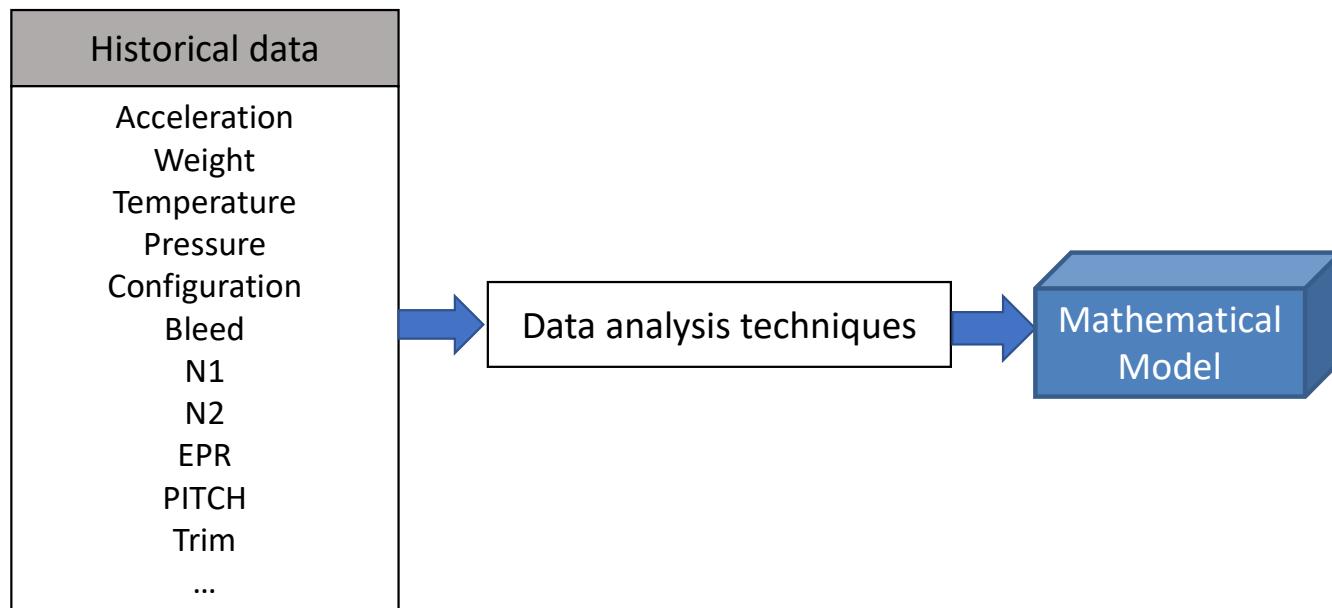 Historical data
Acceleration
Weight
Temperature
Pressure
Configuration
Bleed
N1
N2
EPR
PITCH
Trim
...
Data analysis techniques
Mathematical
Model